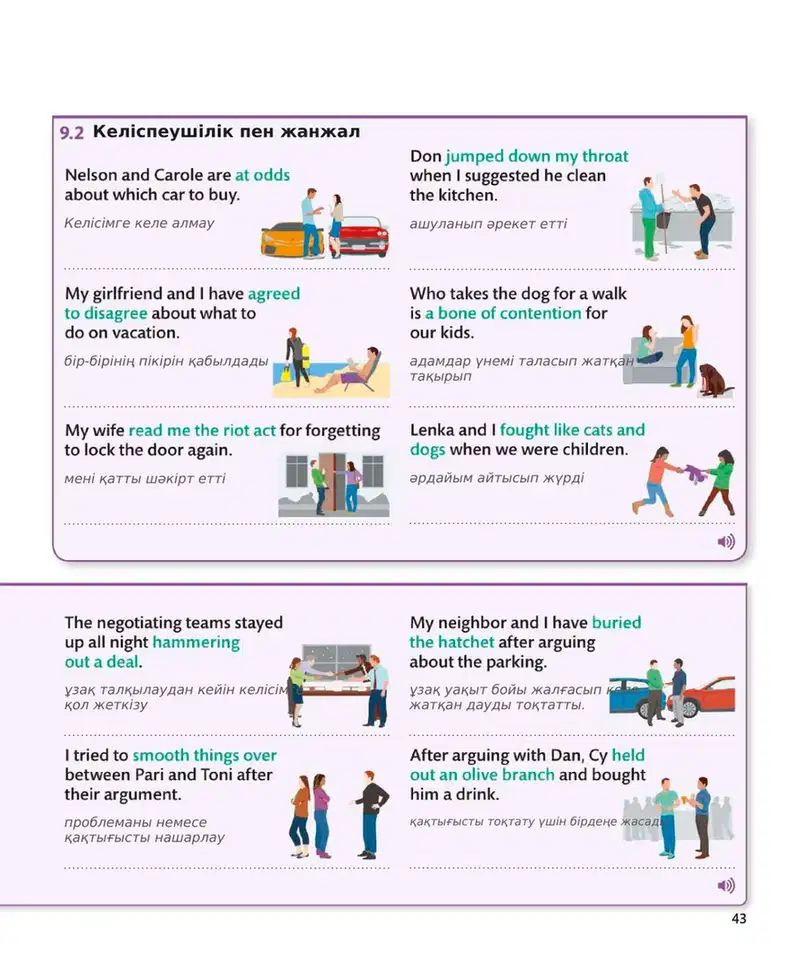 9.2 Келіспеушілік пен жанжал
Nelson and Carole are at odds
about which car to buy.
Келісімге келе алмау
Don jumped down my throat
when I suggested he clean
the kitchen.
ашуланып әрекет етті
My girlfriend and I have agreed
to disagree about what to
do on vacation.
бір-бірінің пікірін қабылдады
Who takes the dog for a walk
is a bone of contention for
our kids.
адамдар үнемі таласып жатқан
тақырып
My wife read me the riot act for forgetting
to lock the door again.
мені қатты шәкірт етті
Lenka and I fought like cats and
dogs when we were children.
әрдайым айтысып жүрді
The negotiating teams stayed
up all night hammering
out a deal.
ұзақ талқылаудан кейін келісім
қол жеткізу
My neighbor and I have buried
the hatchet after arguing
about the parking.
ұзақ уақыт бойы жалғасып
жатқан дауды тоқтатты.
I tried to smooth things over
between Pari and Toni after
their argument.
проблеманы немесе
қақтығысты нашарлау
After arguing with Dan, Cy held
out an olive branch and bought
him a drink.
қақтығысты тоқтату үшін бірдеңе жасады
43